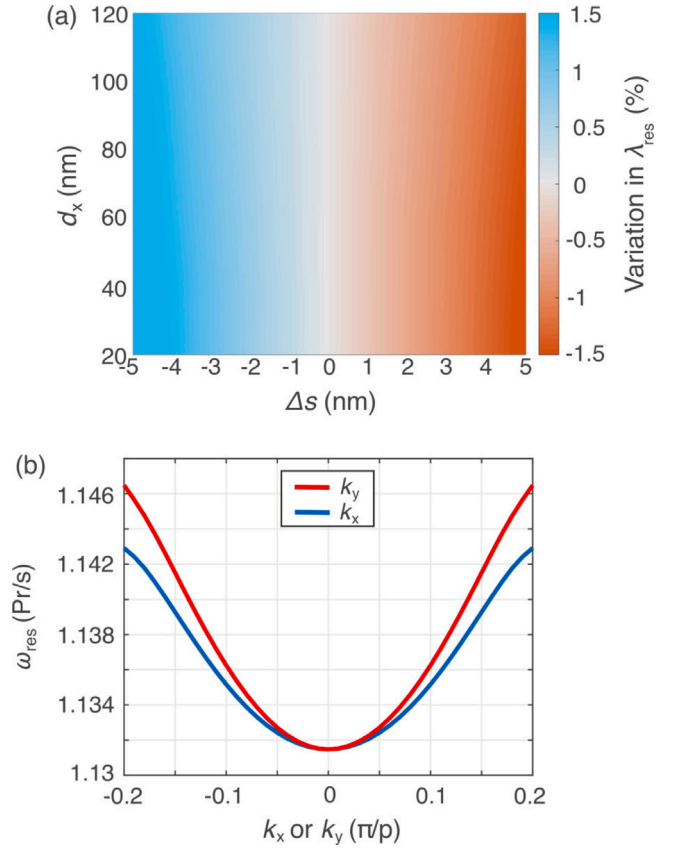 (a)
120
100
80
60
40
20
d_x (nm)
-5 -4 -3 -2 -1 0 1 2 3 4 5
Δs (nm)
1.5
1
0.5
0
-0.5
-1
-1.5
Variation in λ_res (%)
(b)
1.146
1.142
1.138
1.134
1.13
ω_res (Pr/s)
k_y
k_x
-0.2 -0.1 0 0.1 0.2
k_x or k_y (π/p)